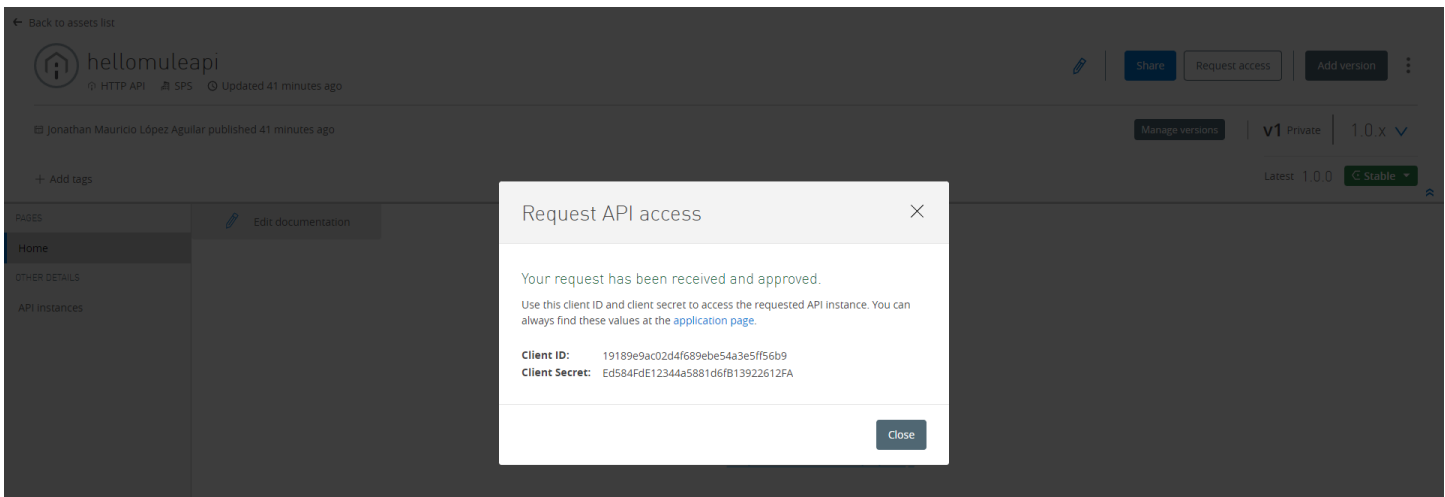 ← Back to assets list
hellomuleapi
HTTP API SPS Updated 41 minutes ago
Share Request access Add version
Jonathan Mauricio López Aguilar published 41 minutes ago
Manage versions v1 Private 1.0.x
+ Add tags
Latest 1.0.0 Stable
PAGES
Edit documentation
Home
OTHER DETAILS
API instances
Request API access
Your request has been received and approved.
Use this client ID and client secret to access the requested API instance. You can
always find these values at the application page.
Client ID: 19189e9ac02d4f689ebe54a3e5ff56b9
Client Secret: Ed584FdE12344a5881d6fB13922612FA
Close